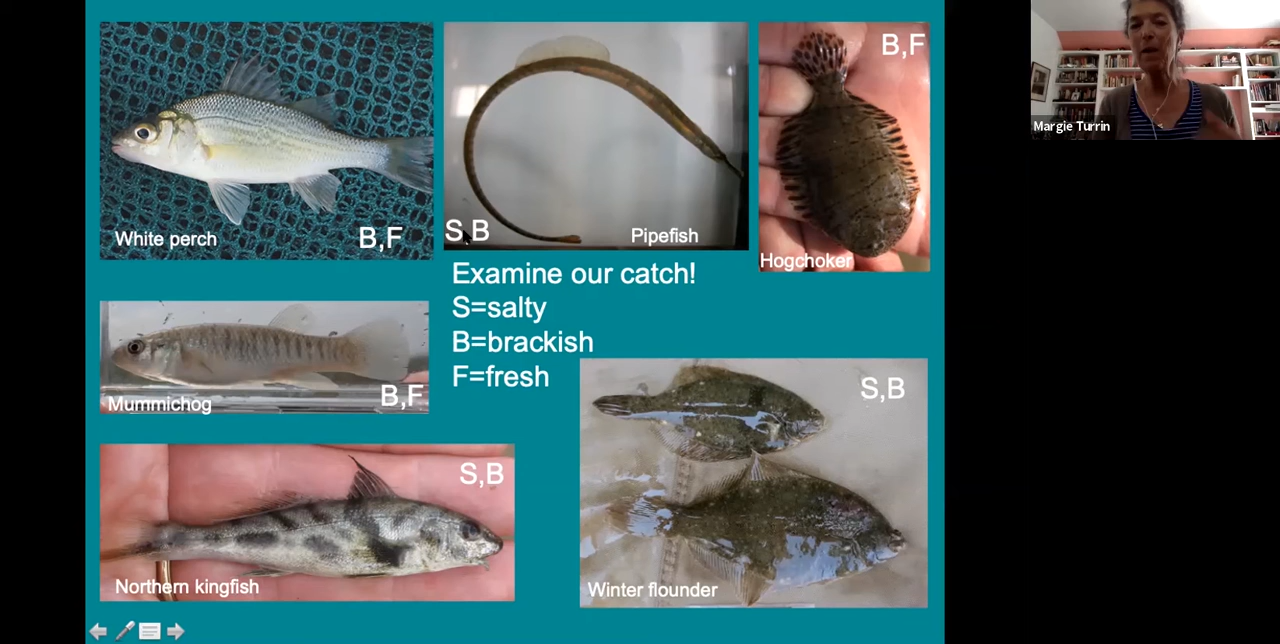 White perch
B,F
S,B
Pipefish
B,F
Hogchoker
Margie Turrin
Examine our catch!
S=salty
B=brackish
F=fresh
Mummichog
B,F
Northern kingfish
S,B
S,B
Winter flounder